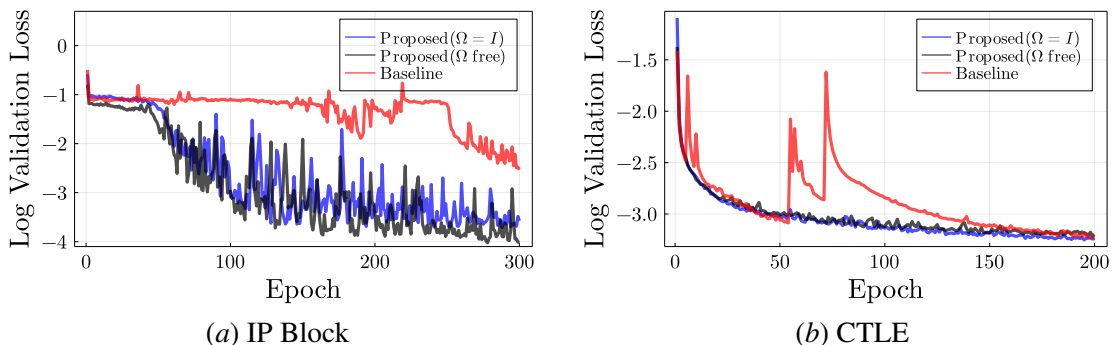 Log Validation Loss
0
−1
−2
−3
−4
0
100
200
300
Epoch
Proposed(Ω = I)
Proposed(Ω free)
Baseline
(a) IP Block
Log Validation Loss
−1.5
−2.0
−2.5
−3.0
0
50
100
150
200
Epoch
Proposed(Ω = I)
Proposed(Ω free)
Baseline
(b) CTLE